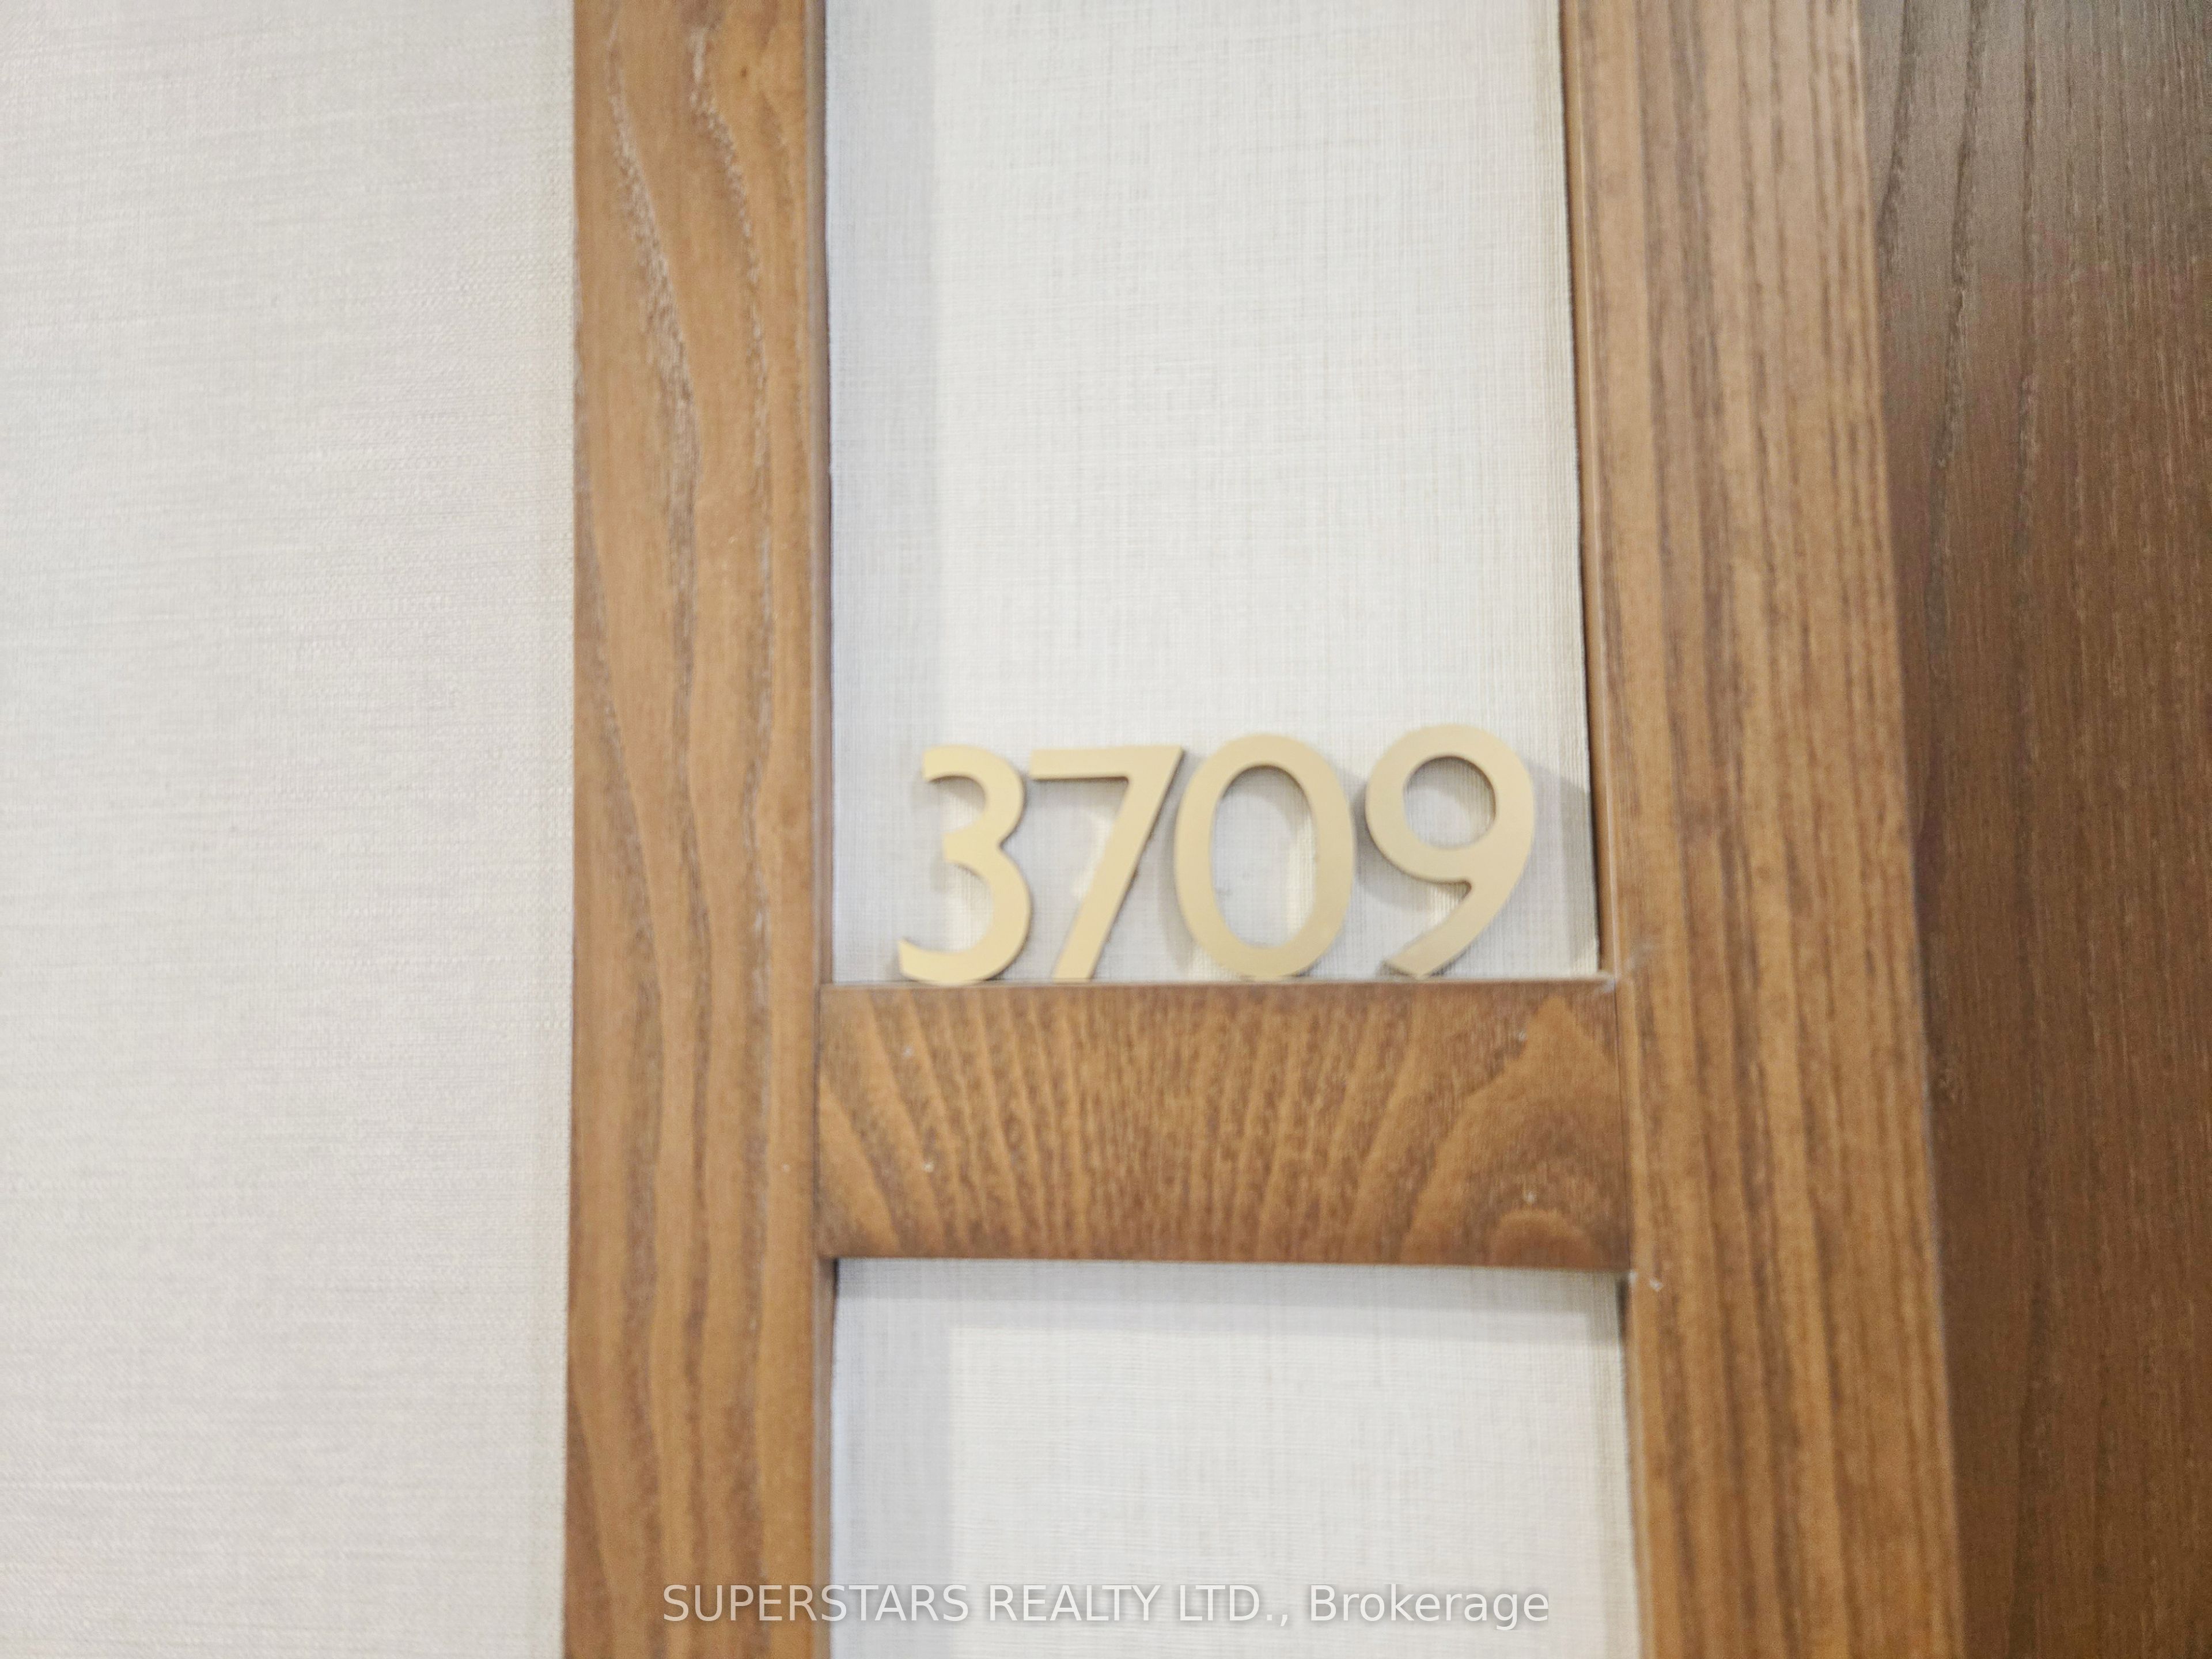 3709
SUPERSTARS REALTY LTD., Brokerage